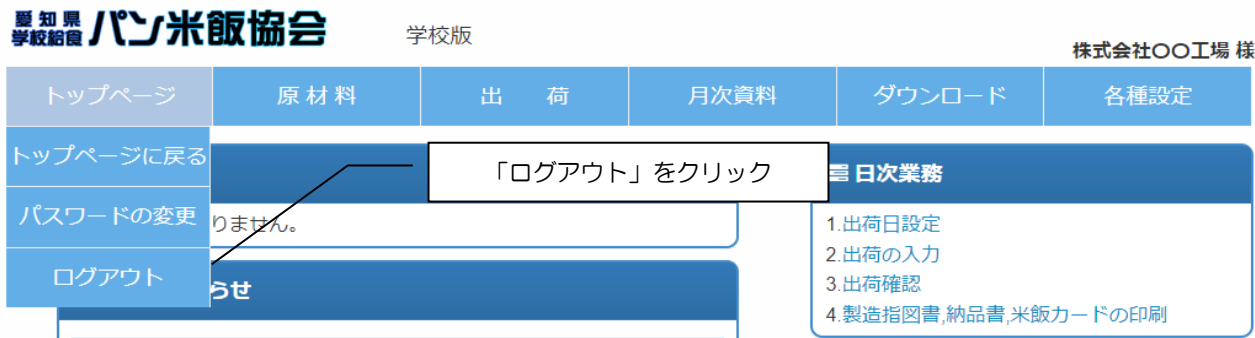 愛知県
学校給食
パン米飯協会
学校版
株式会社〇〇工場 様
トップページ
原 材 料
出　荷
月次資料
ダウンロード
各種設定
トップページに戻る
パスワードの変更
ログアウト
「ログアウト」をクリック
りません。
らせ
日次業務
1.出荷日設定
2.出荷の入力
3.出荷確認
4.製造指図書,納品書,米飯カードの印刷